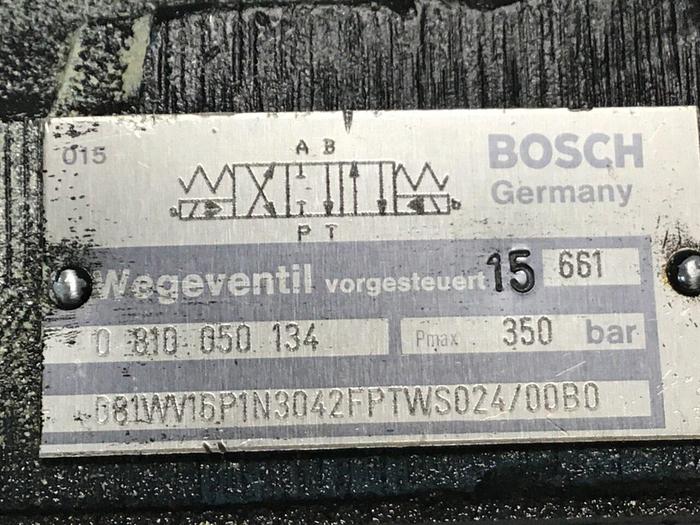 015
A B
BOSCH
Germany
a
b
P T
Wegeventil vorgesteuert 15 661
0 810 050 134
Pmax 350 bar
081WV16P1N3042FPTWS024/00B0